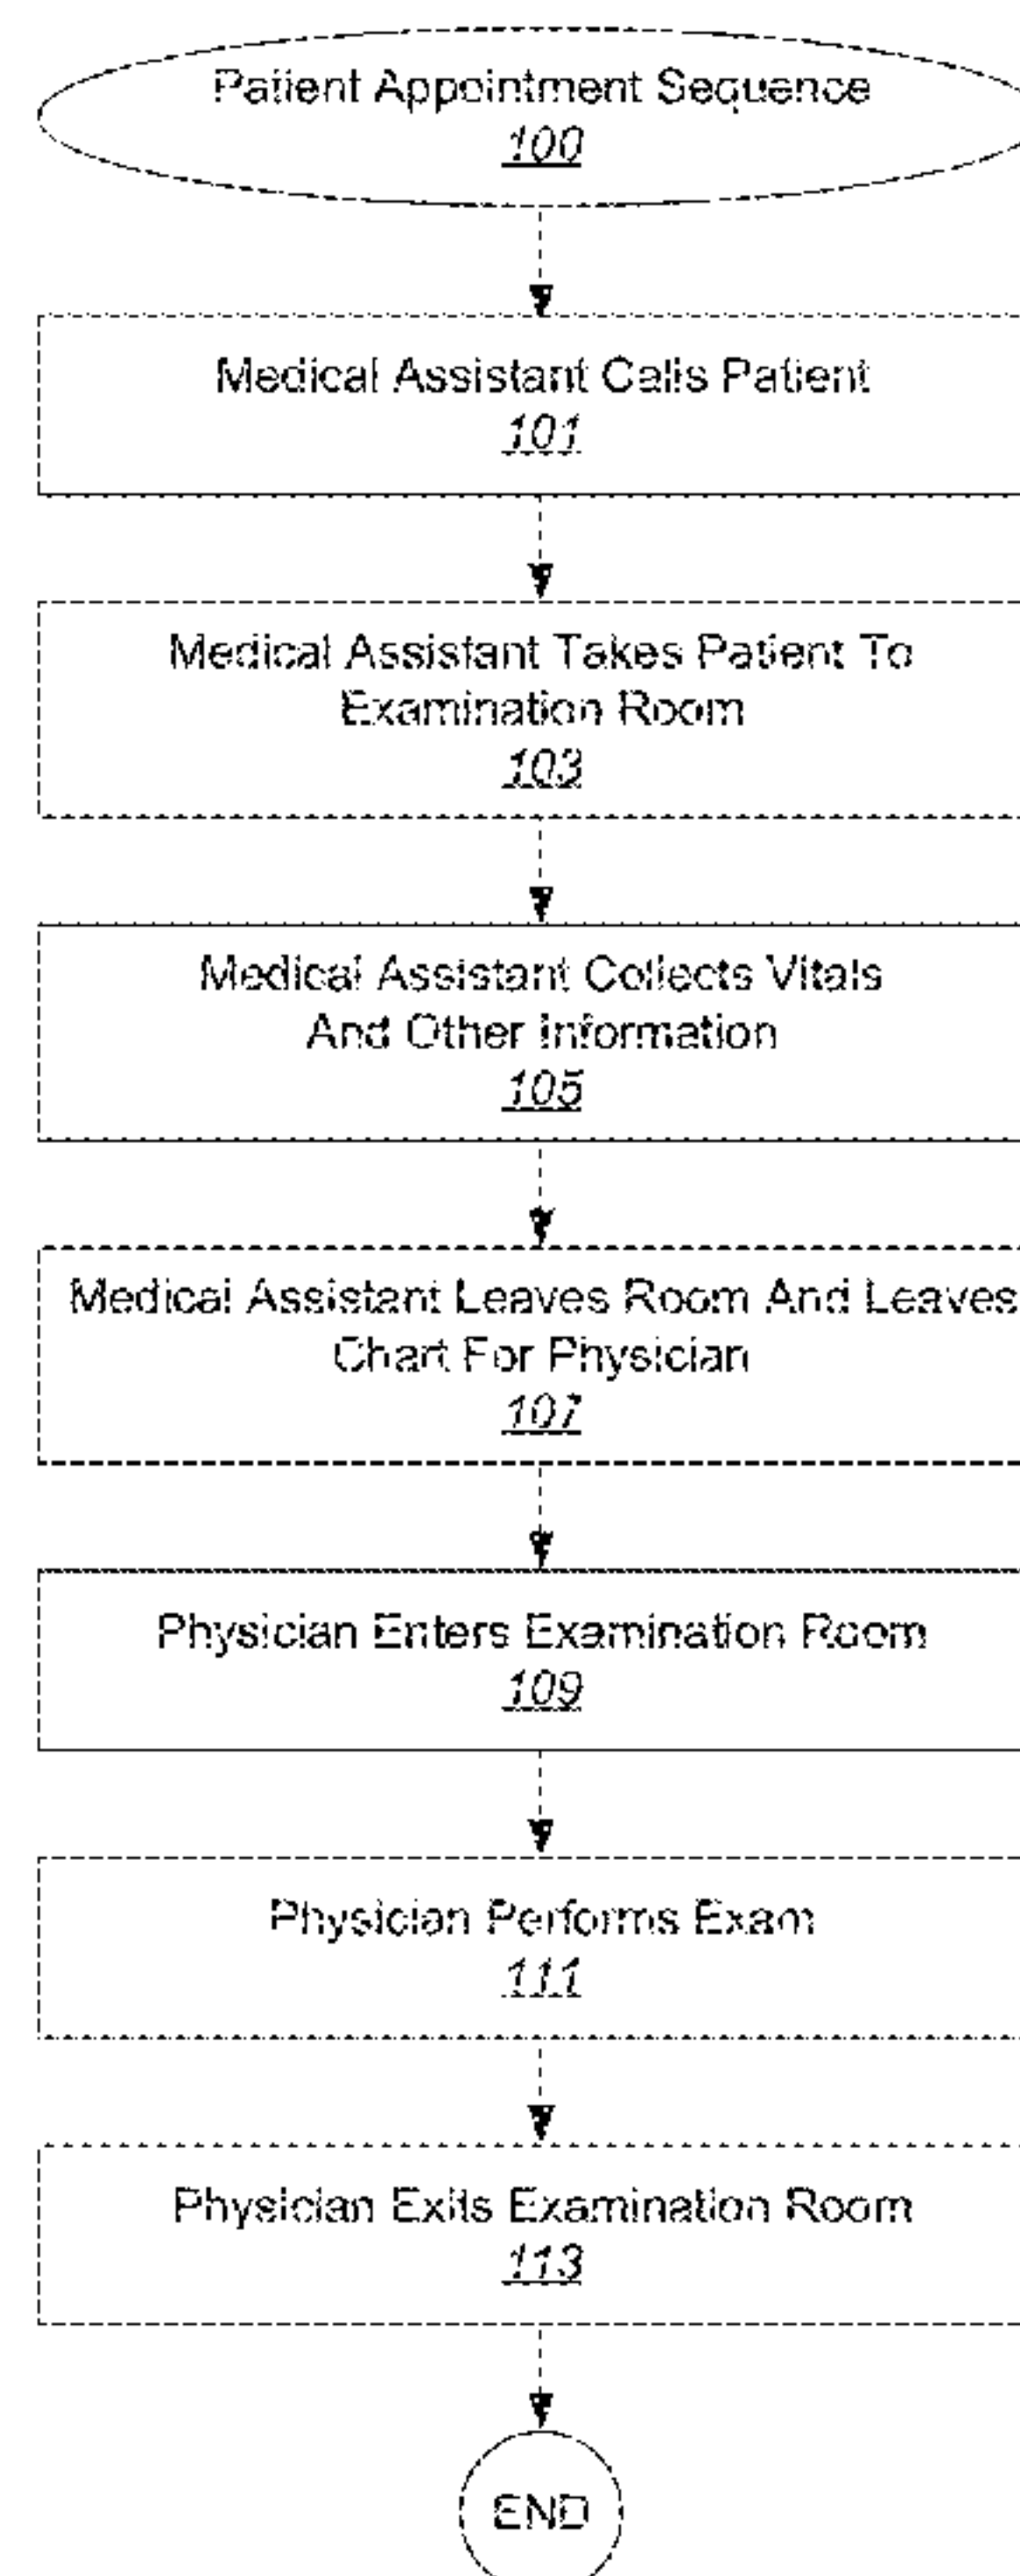 Patient Appointment Sequence
100
Medical Assistant Calls Patient
101
Medical Assistant Takes Patient To
Examination Room
103
Medical Assistant Collects Vitals
And Other Information
105
Medical Assistant Leaves Room And Leaves
Chart For Physician
107
Physician Enters Examination Room
109
Physician Performs Exam
111
Physician Exits Examination Room
113
END